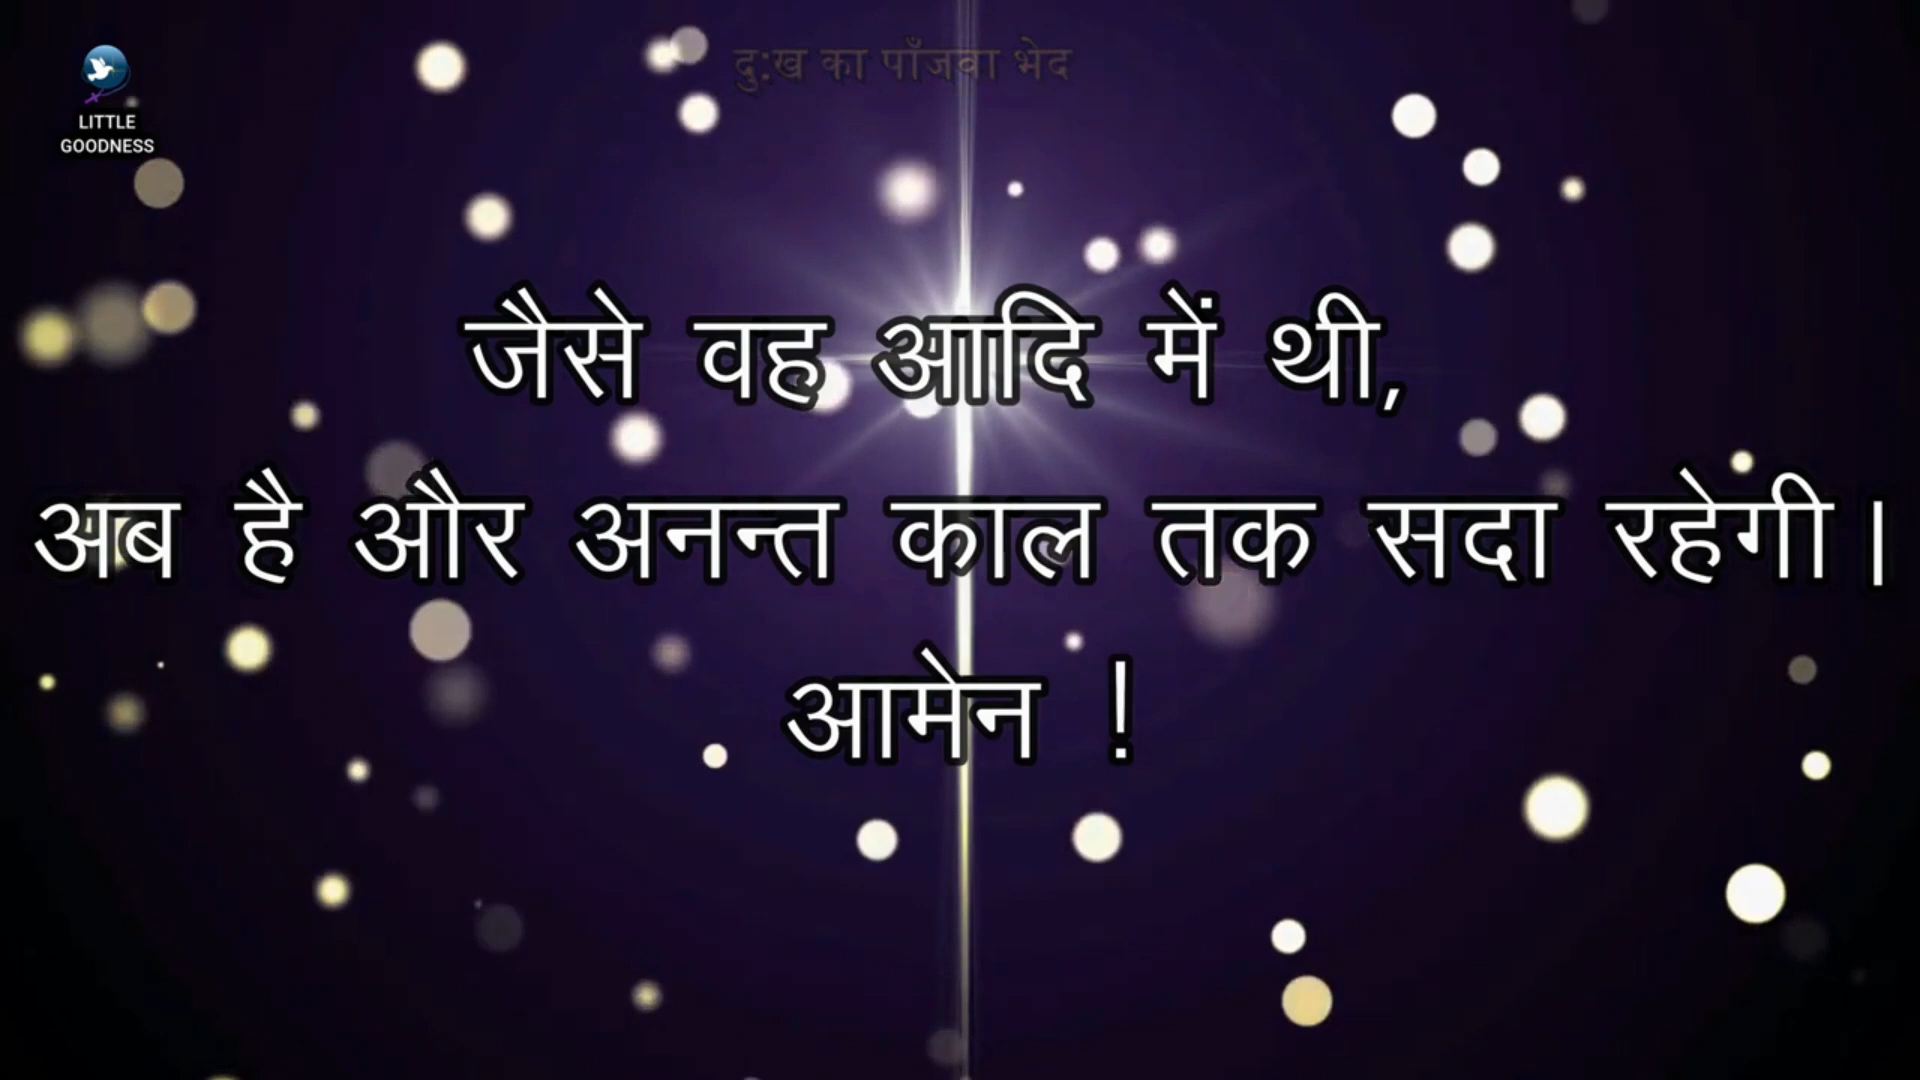 LITTLE
GOODNESS
दु:ख का पाँजवा भेद
जैसे वह आदि में थी,
अब है और अनन्त काल तक सदा रहेगी।
आमेन !